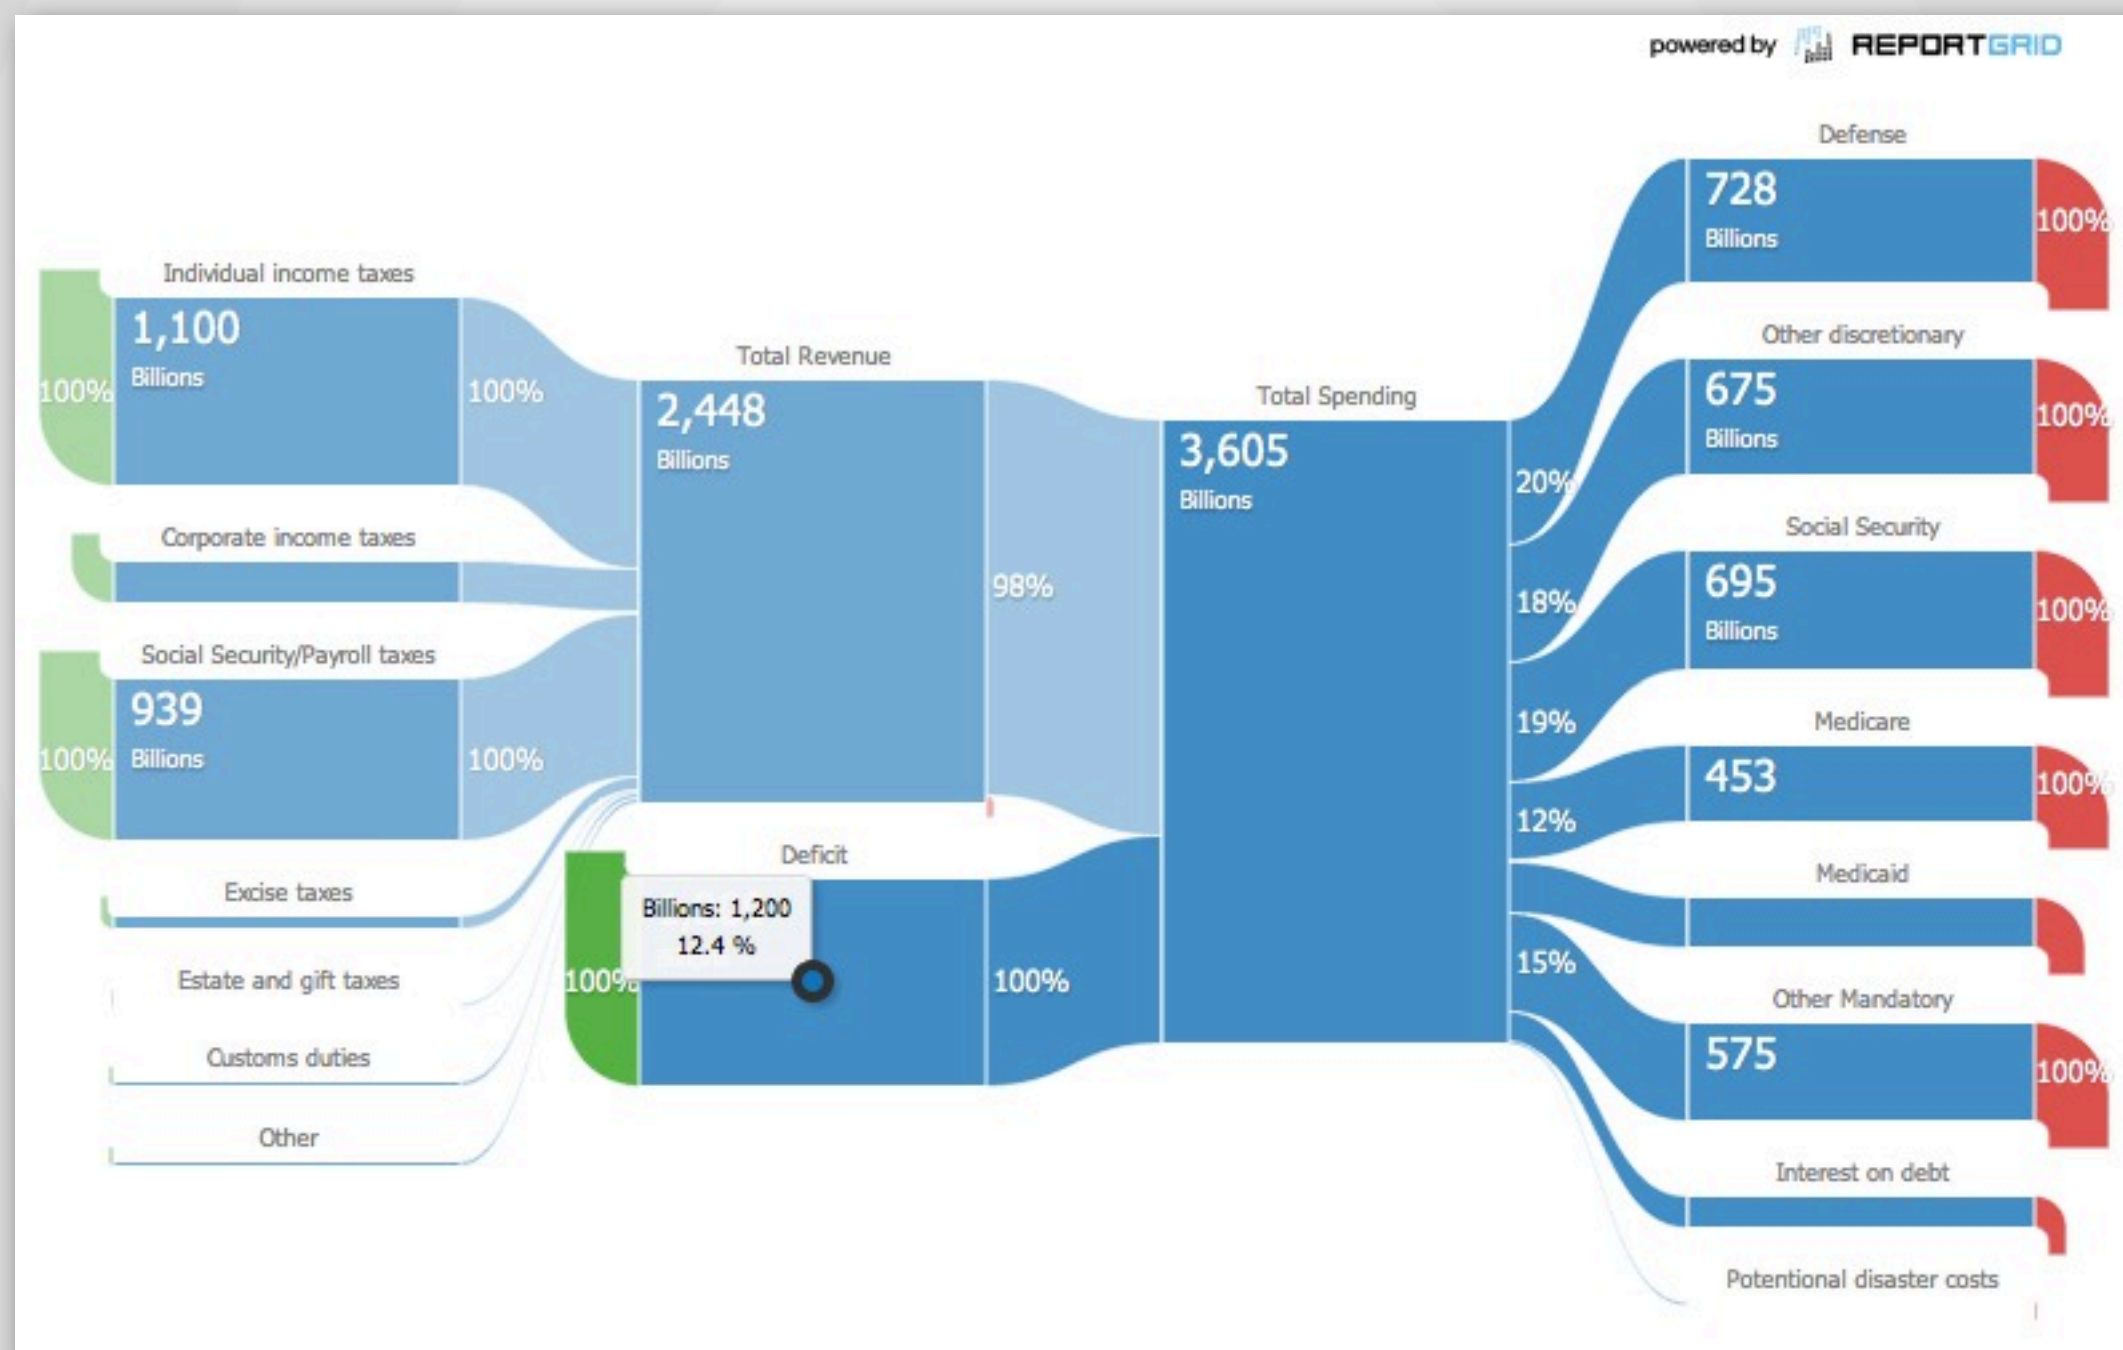 powered by REPORTGRID
Individual income taxes
1,100
Billions
100%
100%
Corporate income taxes
Social Security/Payroll taxes
939
Billions
100%
100%
Excise taxes
Estate and gift taxes
Customs duties
Other
Total Revenue
2,448
Billions
98%
Deficit
Billions: 1,200
12.4 %
100%
100%
Total Spending
3,605
Billions
20%
18%
19%
12%
15%
Defense
728
Billions
100%
Other discretionary
675
Billions
100%
Social Security
695
Billions
100%
Medicare
453
100%
Medicaid
Other Mandatory
575
100%
Interest on debt
Potentional disaster costs